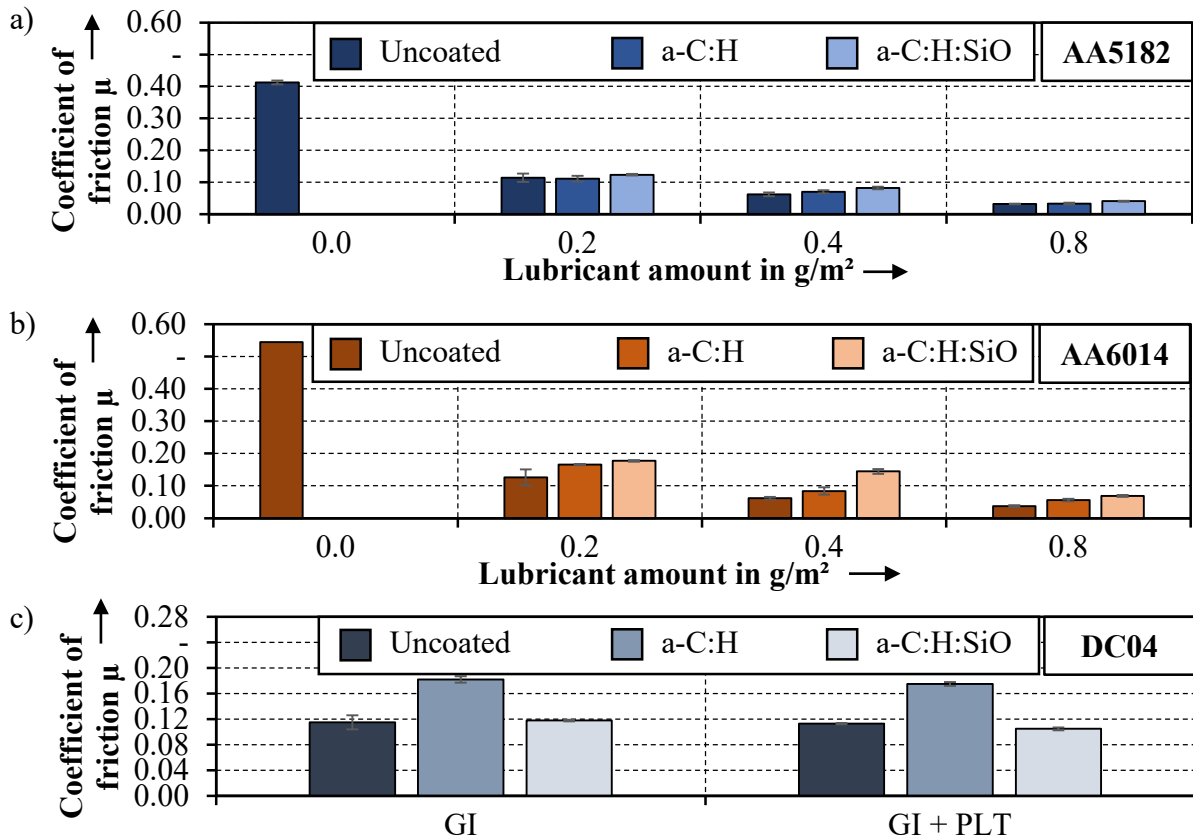 a)
Coefficient of
friction µ
0.60
-
0.40
0.30
0.20
0.10
0.00
Uncoated a-C:H a-C:H:SiO AA5182
0.0 0.2 0.4 0.8
Lubricant amount in g/m²
b)
Coefficient of
friction µ
0.60
-
0.40
0.30
0.20
0.10
0.00
Uncoated a-C:H a-C:H:SiO AA6014
0.0 0.2 0.4 0.8
Lubricant amount in g/m²
c)
Coefficient of
friction µ
0.28
-
0.20
0.16
0.12
0.08
0.04
0.00
Uncoated a-C:H a-C:H:SiO DC04
GI GI + PLT